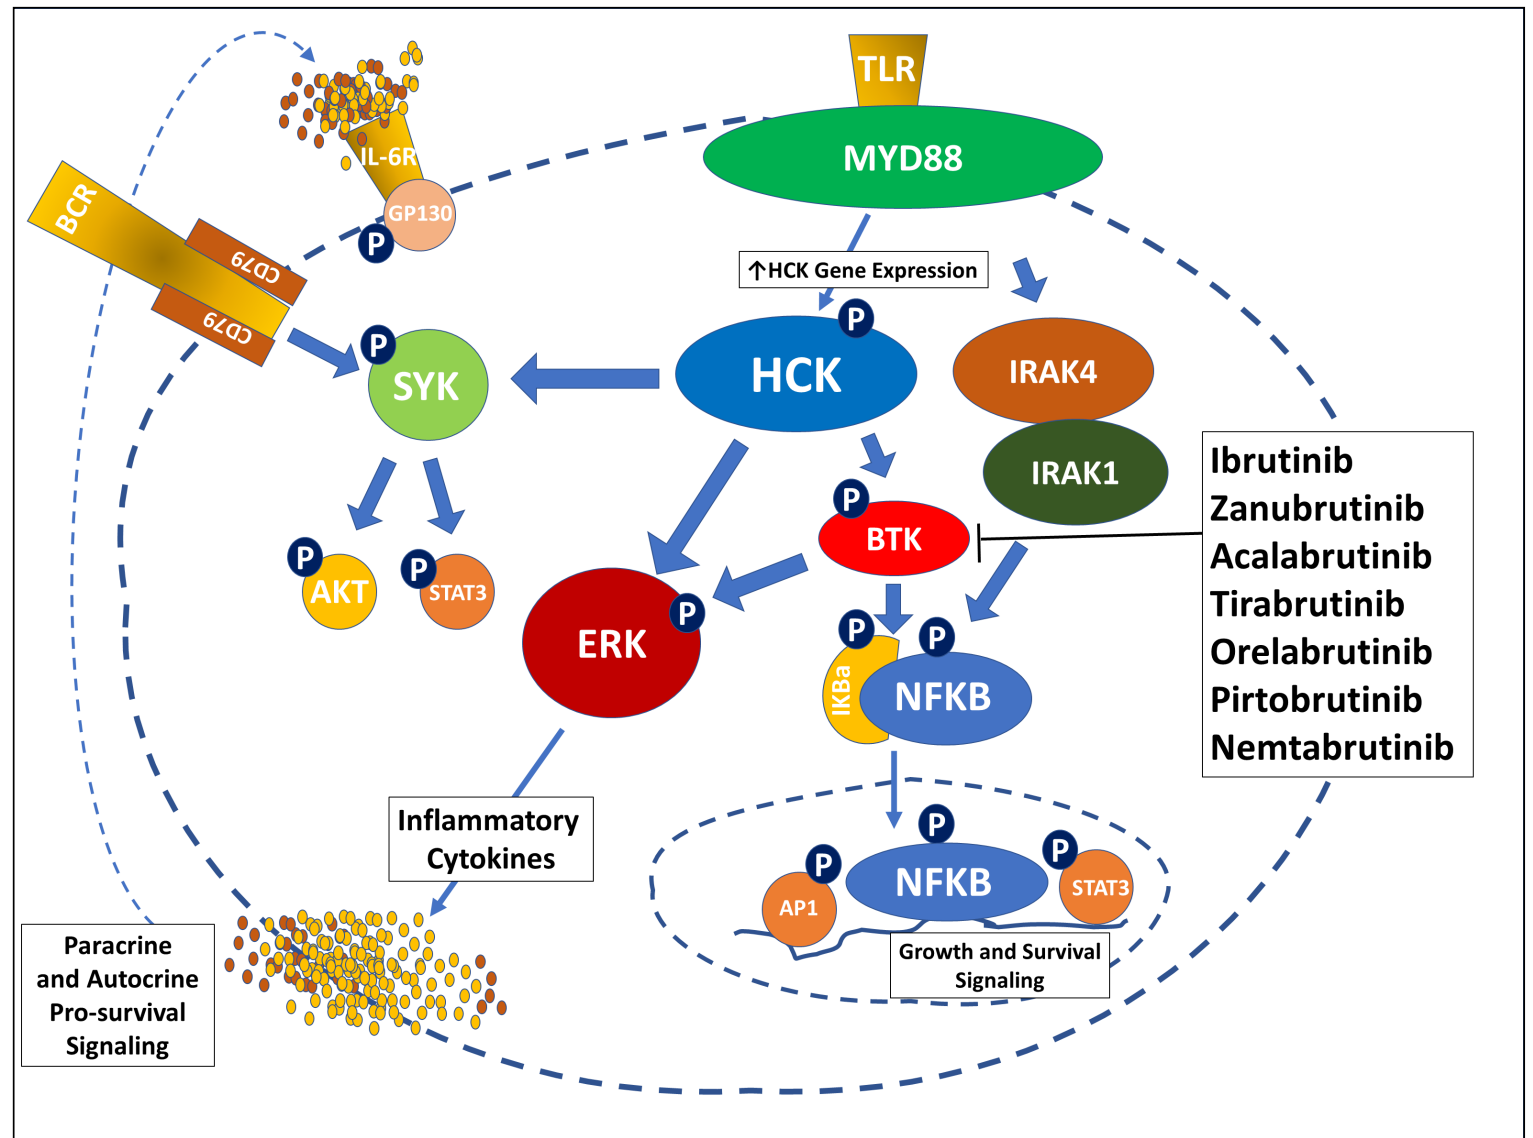 TLR
MYD88
IL-6R
GP130
P
BCR
CD79
CD79
↑HCK Gene Expression
P
HCK
IRAK4
IRAK1
P
SYK
P
BTK
P
AKT
P
STAT3
P
ERK
P
IKBa
P
NFKB
Ibrutinib
Zanubrutinib
Acalabrutinib
Tirabrutinib
Orelabrutinib
Pirtobrutinib
Nemtabrutinib
Inflammatory
Cytokines
P
AP1
P
NFKB
P
STAT3
Growth and Survival
Signaling
Paracrine
and Autocrine
Pro-survival
Signaling